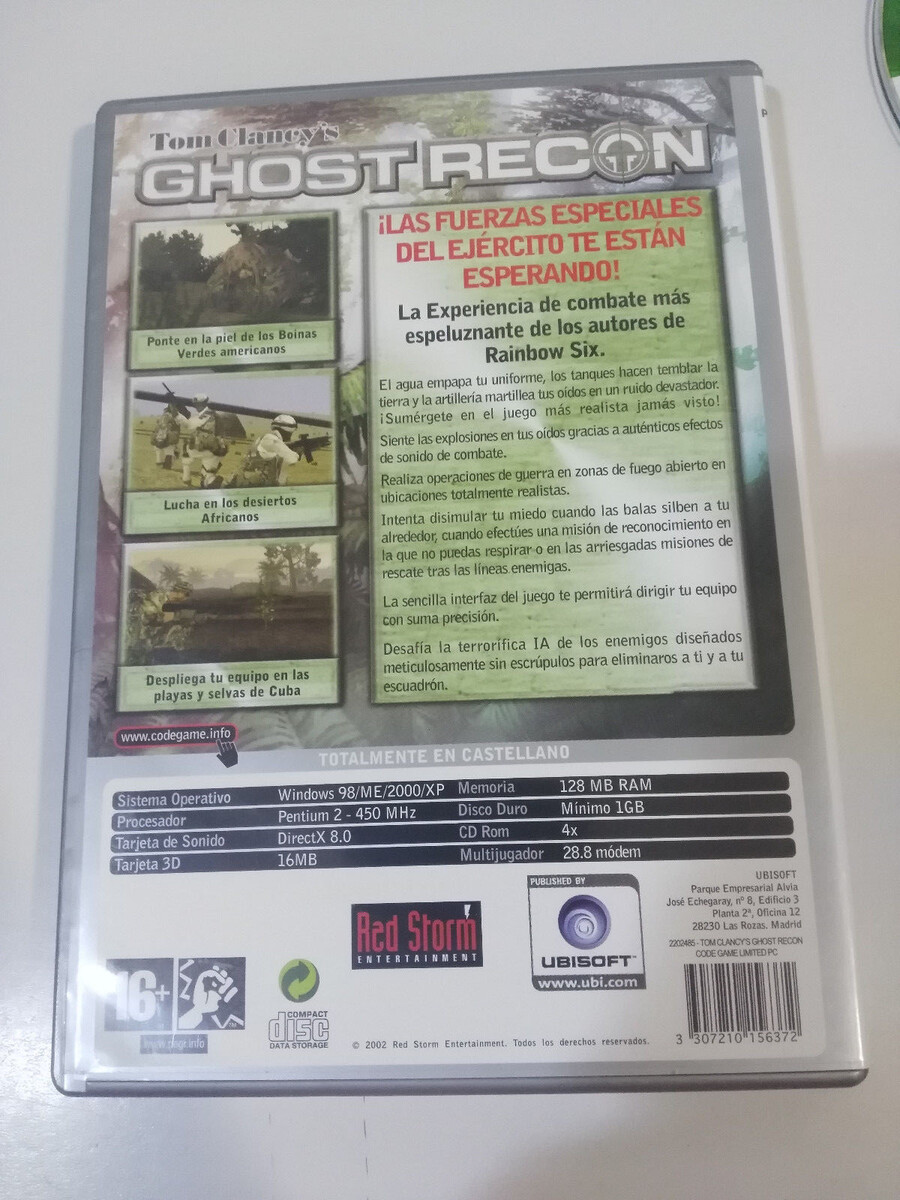 Tom Clancy's
GHOST RECON
Ponte en la piel de los Boinas
Verdes americanos
Lucha en los desiertos
Africanos
Despliega tu equipo en las
playas y selvas de Cuba
www.codegame.info
¡LAS FUERZAS ESPECIALES
DEL EJÉRCITO TE ESTÁN
ESPERANDO!
La Experiencia de combate más
espeluznante de los autores de
Rainbow Six.
El agua empapa tu uniforme, los tanques hacen temblar la
tierra y la artillería martillea tus oídos en un ruido devastador.
¡Sumérgete en el juego más realista jamás visto!
Siente las explosiones en tus oídos gracias a auténticos efectos
de sonido de combate.
Realiza operaciones de guerra en zonas de fuego abierto en
ubicaciones totalmente realistas.
Intenta disimular tu miedo cuando las balas silben a tu
alrededor, cuando efectúes una misión de reconocimiento en
la que no puedas respirar o en las arriesgadas misiones de
rescate tras las líneas enemigas.
La sencilla interfaz del juego te permitirá dirigir tu equipo
con suma precisión.
Desafía la terrorífica IA de los enemigos diseñados
meticulosamente sin escrúpulos para eliminaros a ti y a tu
escuadrón.
TOTALMENTE EN CASTELLANO
Sistema Operativo Windows 98/ME/2000/XP Memoria 128 MB RAM
Procesador Pentium 2 - 450 MHz Disco Duro Mínimo 1GB
Tarjeta de Sonido DirectX 8.0 CD Rom 4x
Tarjeta 3D 16MB Multijugador 28.8 módem
Red Storm
ENTERTAINMENT
PUBLISHED BY
UBISOFT™
www.ubi.com
UBISOFT
Parque Empresarial Alvia
José Echegaray, nº 8, Edificio 3
Planta 2ª, Oficina 12
28230 Las Rozas. Madrid
2202485 - TOM CLANCY'S GHOST RECON
CODE GAME LIMITED PC
16+
www.pegi.info
COMPACT
disc
DATA STORAGE
© 2002 Red Storm Entertainment. Todos los derechos reservados.
3 307210 156372
P